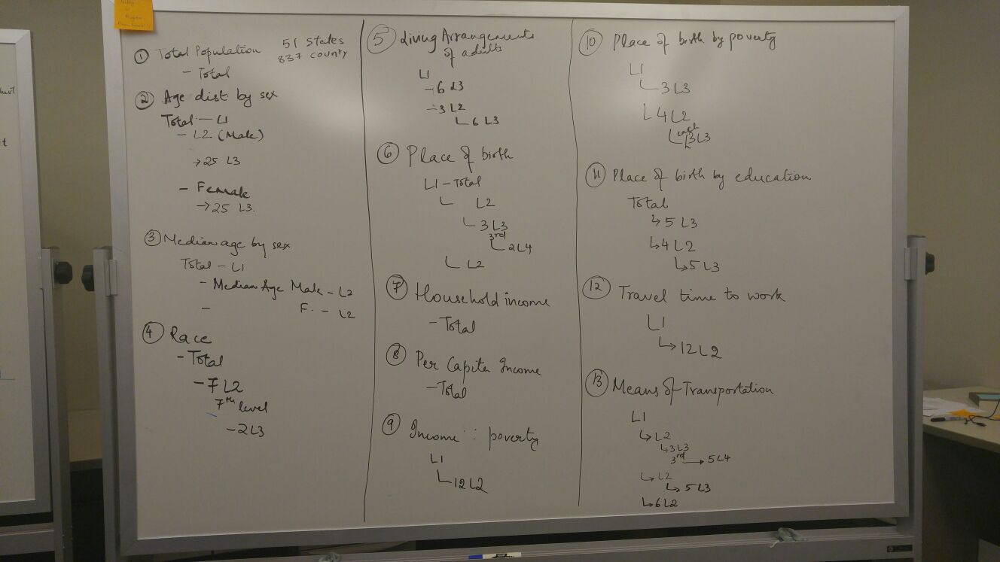 ① Total Population 51 states
837 county
- Total
② Age dist. by sex
Total - L1
- L2 (Male)
→ 25 L3
- Female
→ 25 L3.
③ Median age by sex
Total - L1
- Median Age Male - L2
- F. - L2
④ Race
- Total
- 7 L2
7th level
- 2L3
⑤ Living Arrangements
of adults
L1
- 6 L3
- 3 L2
6 L3
⑥ Place of birth
L1 - Total
L2
3 L3
3rd
2L4
L2
⑦ Household income
- Total
⑧ Per Capita Income
- Total
⑨ Income : poverty
L1
12 L2
⑩ Place of birth by poverty
L1
3 L3
4 L2
each
3 L3
⑪ Place of birth by education
Total
↳ 5 L3
↳ 4 L2
↳ 5 L3
⑫ Travel time to work
L1
↳ 12 L2
⑬ Means of Transportation
L1
↳ L2
↳ 3 L3
3rd → 5 L4
↳ L2
↳ 5 L3
↳ 6 L2